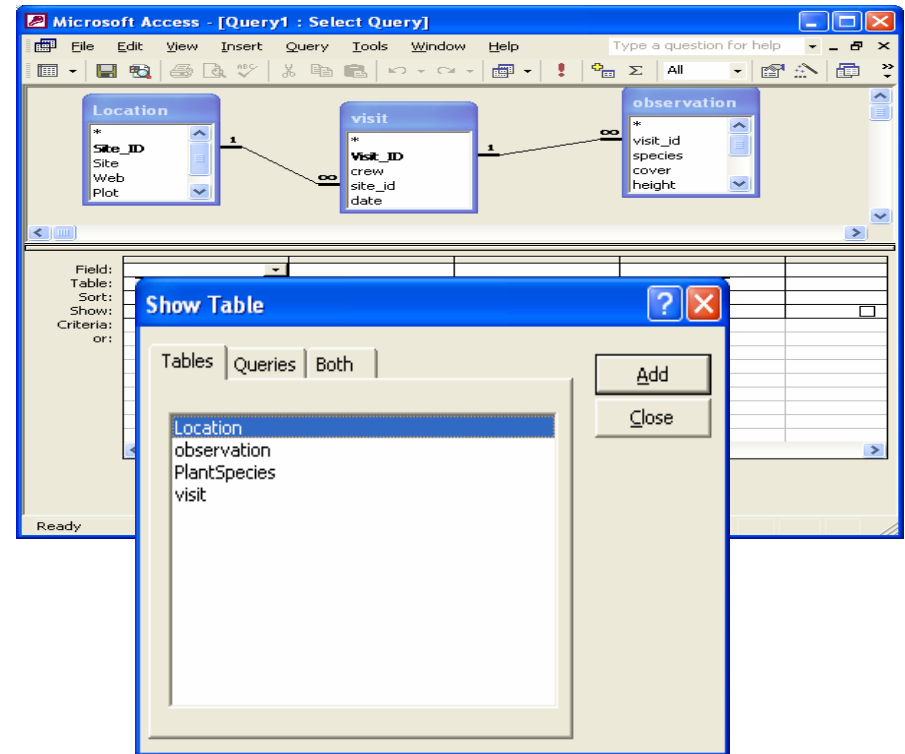 Microsoft Access - [Query1 : Select Query]
File Edit View Insert Query Tools Window Help Type a question for help
ABC Σ All
Location
*
Site_ID
Site
Web
Plot
1
∞
visit
*
Visit_ID
crew
site_id
date
1
∞
observation
*
visit_id
species
cover
height
Field:
Table:
Sort:
Show:
Criteria:
or:
Show Table
Tables Queries Both
Location
observation
PlantSpecies
visit
Add
Close
Ready